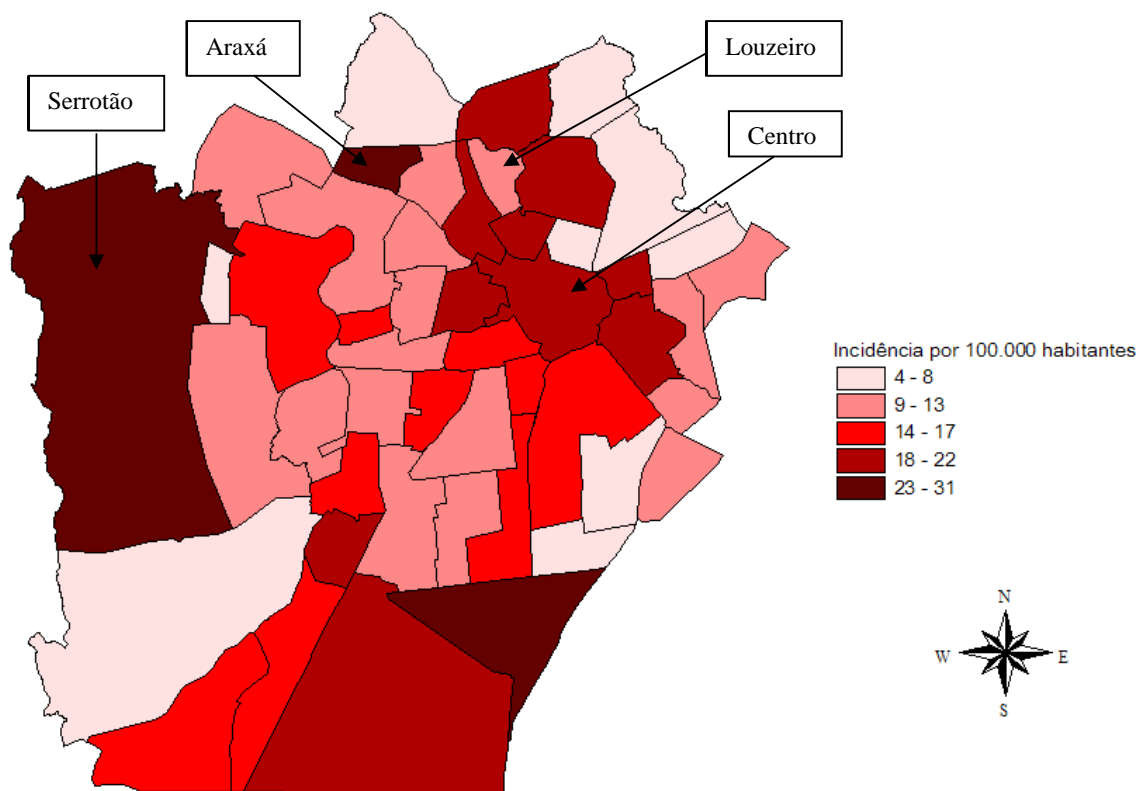 Araxá
Louzeiro
Serrotão
Centro
Incidência por 100.000 habitantes
4 - 8
9 - 13
14 - 17
18 - 22
23 - 31
N
W E
S